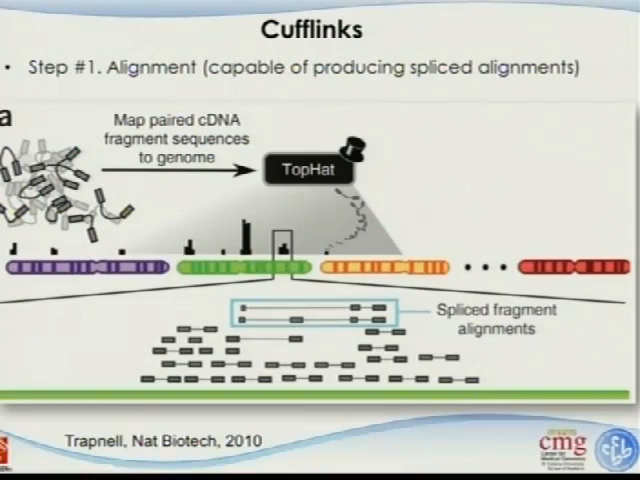 Cufflinks
• Step #1. Alignment (capable of producing spliced alignments)
a
Map paired cDNA
fragment sequences
to genome
TopHat
Spliced fragment
alignments
Trapnell, Nat Biotech, 2010
cmg